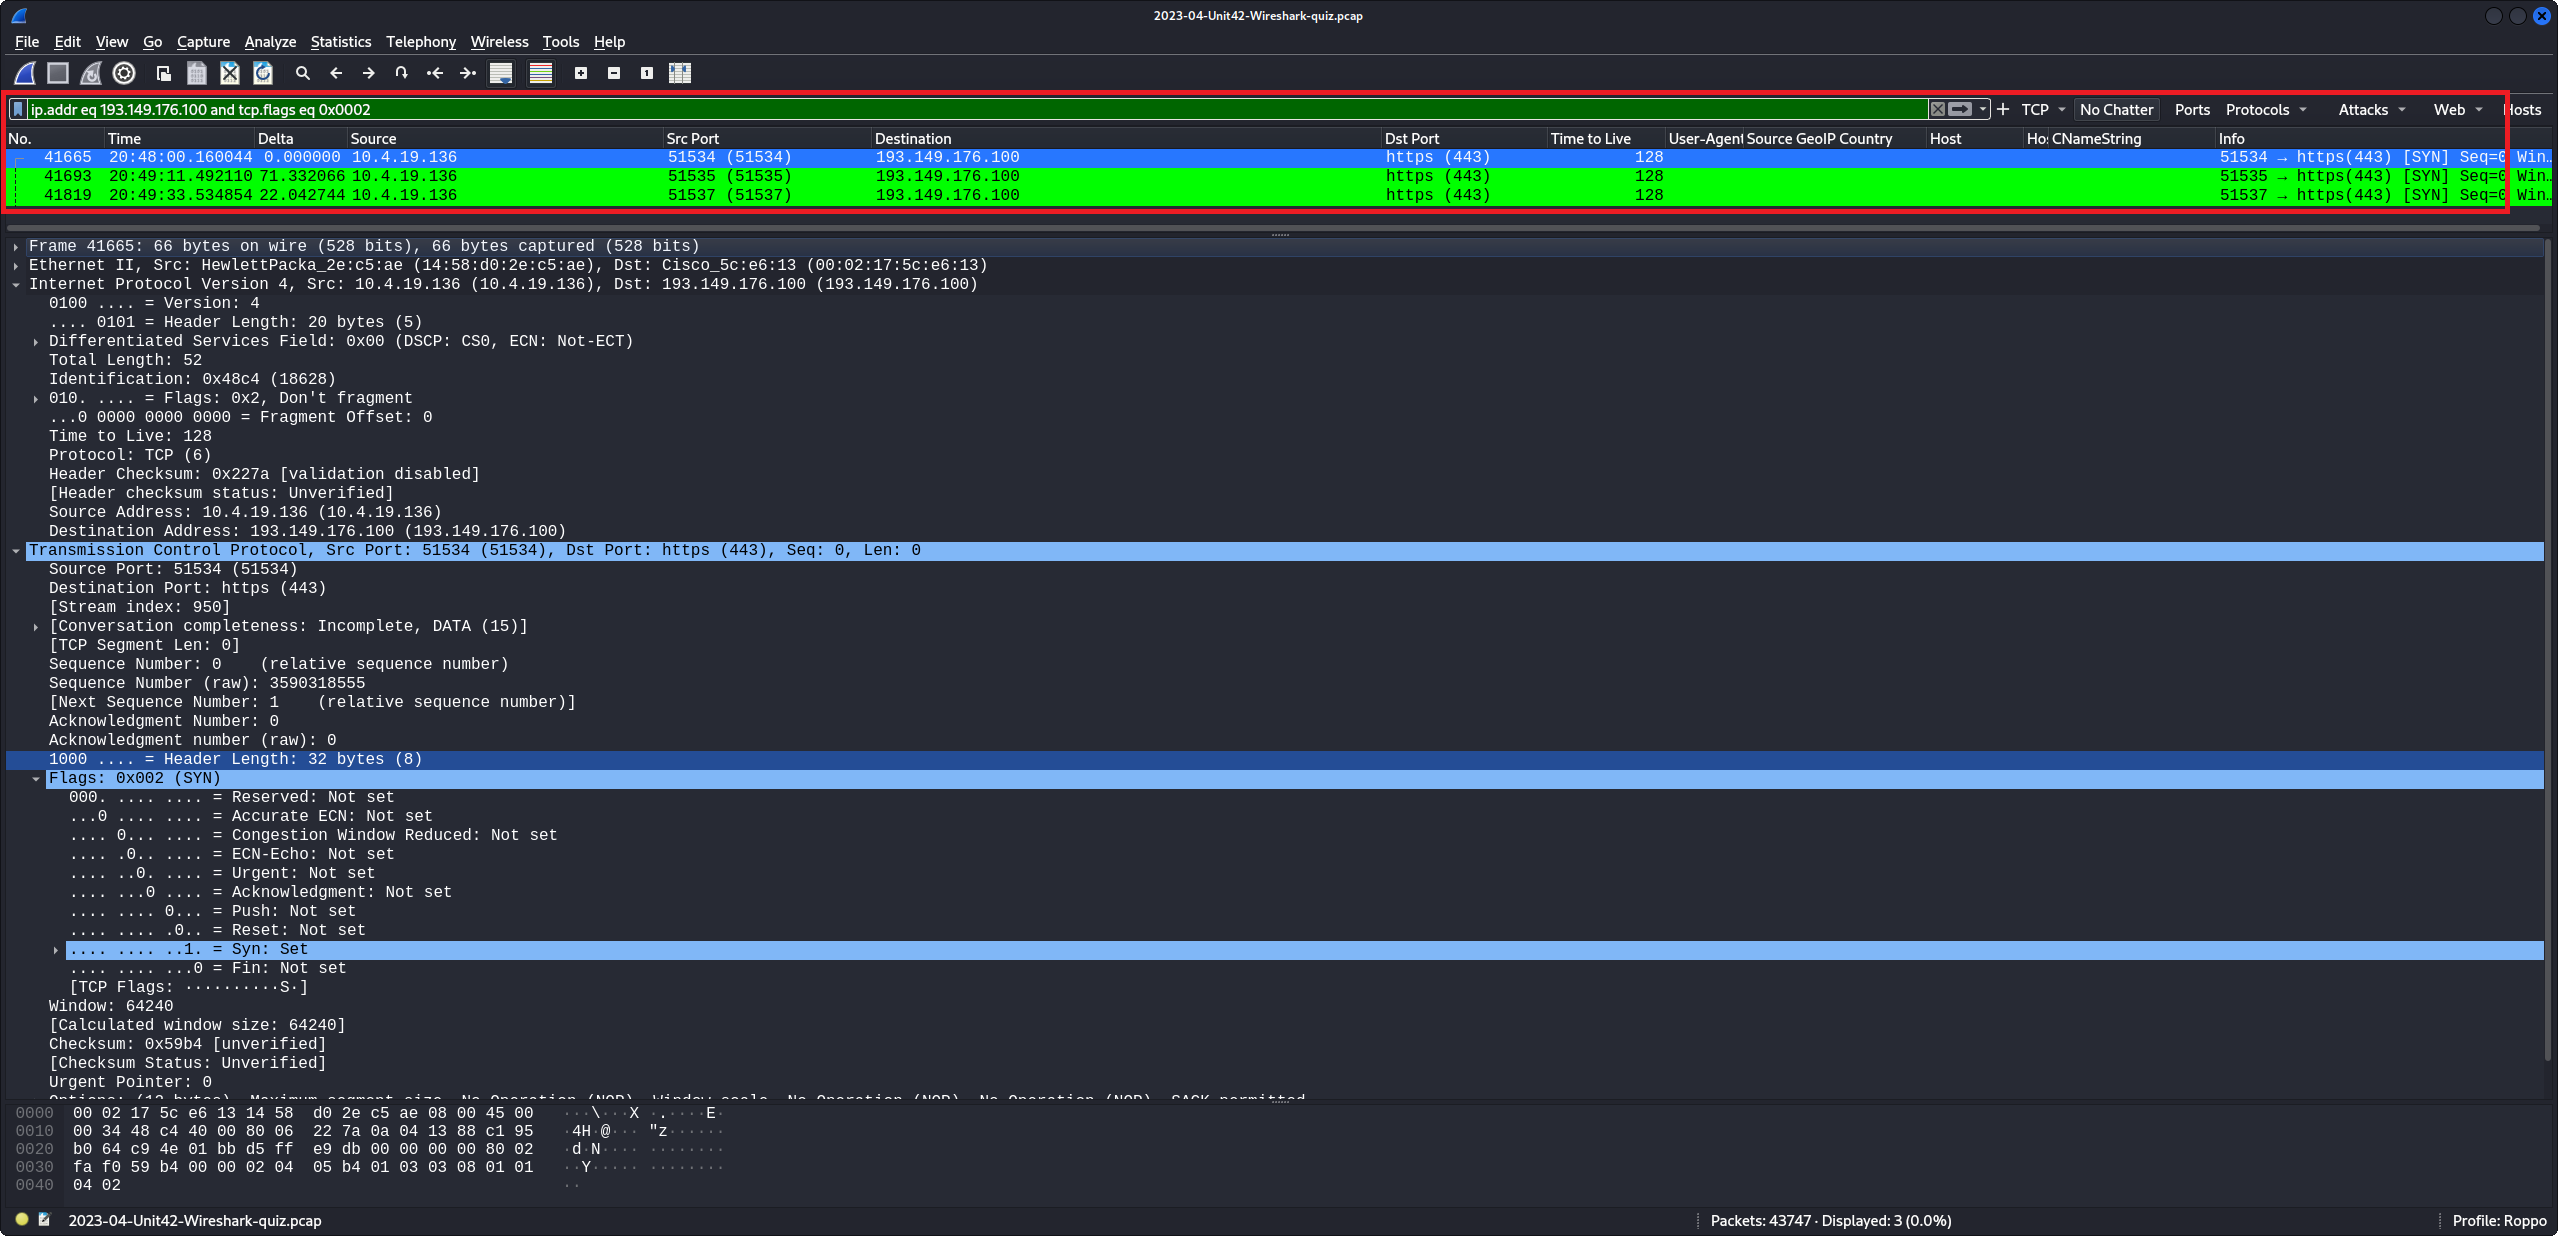 2023-04-Unit42-Wireshark-quiz.pcap
File Edit View Go Capture Analyze Statistics Telephony Wireless Tools Help
ip.addr eq 193.149.176.100 and tcp.flags eq 0x0002 + TCP No Chatter Ports Protocols Attacks Web Hosts
No. Time Delta Source Src Port Destination Dst Port Time to Live User-Agent Source GeoIP Country Host Hos CNameString Info
41665 20:48:00.160044 0.000000 10.4.19.136 51534 (51534) 193.149.176.100 https (443) 128 51534 → https(443) [SYN] Seq=0 Win…
41693 20:49:11.492110 71.332066 10.4.19.136 51535 (51535) 193.149.176.100 https (443) 128 51535 → https(443) [SYN] Seq=0 Win…
41819 20:49:33.534854 22.042744 10.4.19.136 51537 (51537) 193.149.176.100 https (443) 128 51537 → https(443) [SYN] Seq=0 Win…
Frame 41665: 66 bytes on wire (528 bits), 66 bytes captured (528 bits)
Ethernet II, Src: HewlettPacka_2e:c5:ae (14:58:d0:2e:c5:ae), Dst: Cisco_5c:e6:13 (00:02:17:5c:e6:13)
Internet Protocol Version 4, Src: 10.4.19.136 (10.4.19.136), Dst: 193.149.176.100 (193.149.176.100)
0100 .... = Version: 4
.... 0101 = Header Length: 20 bytes (5)
Differentiated Services Field: 0x00 (DSCP: CS0, ECN: Not-ECT)
Total Length: 52
Identification: 0x48c4 (18628)
010. .... = Flags: 0x2, Don't fragment
...0 0000 0000 0000 = Fragment Offset: 0
Time to Live: 128
Protocol: TCP (6)
Header Checksum: 0x227a [validation disabled]
[Header checksum status: Unverified]
Source Address: 10.4.19.136 (10.4.19.136)
Destination Address: 193.149.176.100 (193.149.176.100)
Transmission Control Protocol, Src Port: 51534 (51534), Dst Port: https (443), Seq: 0, Len: 0
Source Port: 51534 (51534)
Destination Port: https (443)
[Stream index: 950]
[Conversation completeness: Incomplete, DATA (15)]
[TCP Segment Len: 0]
Sequence Number: 0 (relative sequence number)
Sequence Number (raw): 3590318555
[Next Sequence Number: 1 (relative sequence number)]
Acknowledgment Number: 0
Acknowledgment number (raw): 0
1000 .... = Header Length: 32 bytes (8)
Flags: 0x002 (SYN)
000. .... .... = Reserved: Not set
...0 .... .... = Accurate ECN: Not set
.... 0... .... = Congestion Window Reduced: Not set
.... .0.. .... = ECN-Echo: Not set
.... ..0. .... = Urgent: Not set
.... ...0 .... = Acknowledgment: Not set
.... .... 0... = Push: Not set
.... .... .0.. = Reset: Not set
.... .... ..1. = Syn: Set
.... .... ...0 = Fin: Not set
[TCP Flags: ··········S·]
Window: 64240
[Calculated window size: 64240]
Checksum: 0x59b4 [unverified]
[Checksum Status: Unverified]
Urgent Pointer: 0
Options: (12 bytes), Maximum segment size, No-Operation (NOP), Window scale, No-Operation (NOP), No-Operation (NOP), SACK permitted
0000 00 02 17 5c e6 13 14 58 d0 2e c5 ae 08 00 45 00 ···\···X ·.····E·
0010 00 34 48 c4 40 00 80 06 22 7a 0a 04 13 88 c1 95 ·4H·@··· "z······
0020 b0 64 c9 4e 01 bb d5 ff e9 db 00 00 00 00 80 02 ·d·N···· ········
0030 fa f0 59 b4 00 00 02 04 05 b4 01 03 03 08 01 01 ··Y····· ········
0040 04 02 ··
2023-04-Unit42-Wireshark-quiz.pcap Packets: 43747 · Displayed: 3 (0.0%) Profile: Roppo